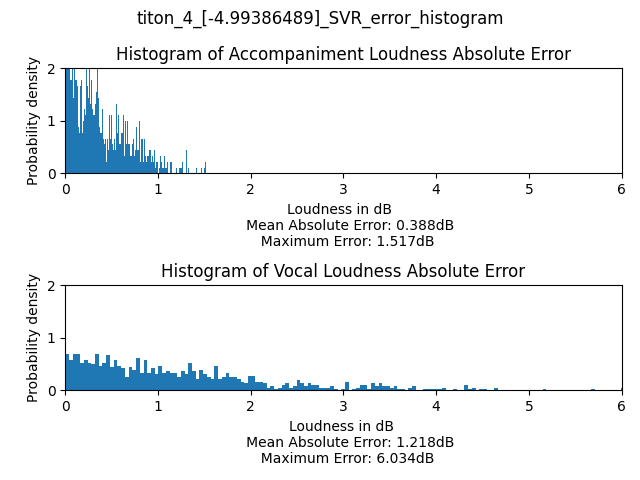 titon_4_[-4.99386489]_SVR_error_histogram
Histogram of Accompaniment Loudness Absolute Error
Probability density
2
1
0
0 1 2 3 4 5 6
Loudness in dB
Mean Absolute Error: 0.388dB
Maximum Error: 1.517dB
Histogram of Vocal Loudness Absolute Error
Probability density
2
1
0
0 1 2 3 4 5 6
Loudness in dB
Mean Absolute Error: 1.218dB
Maximum Error: 6.034dB